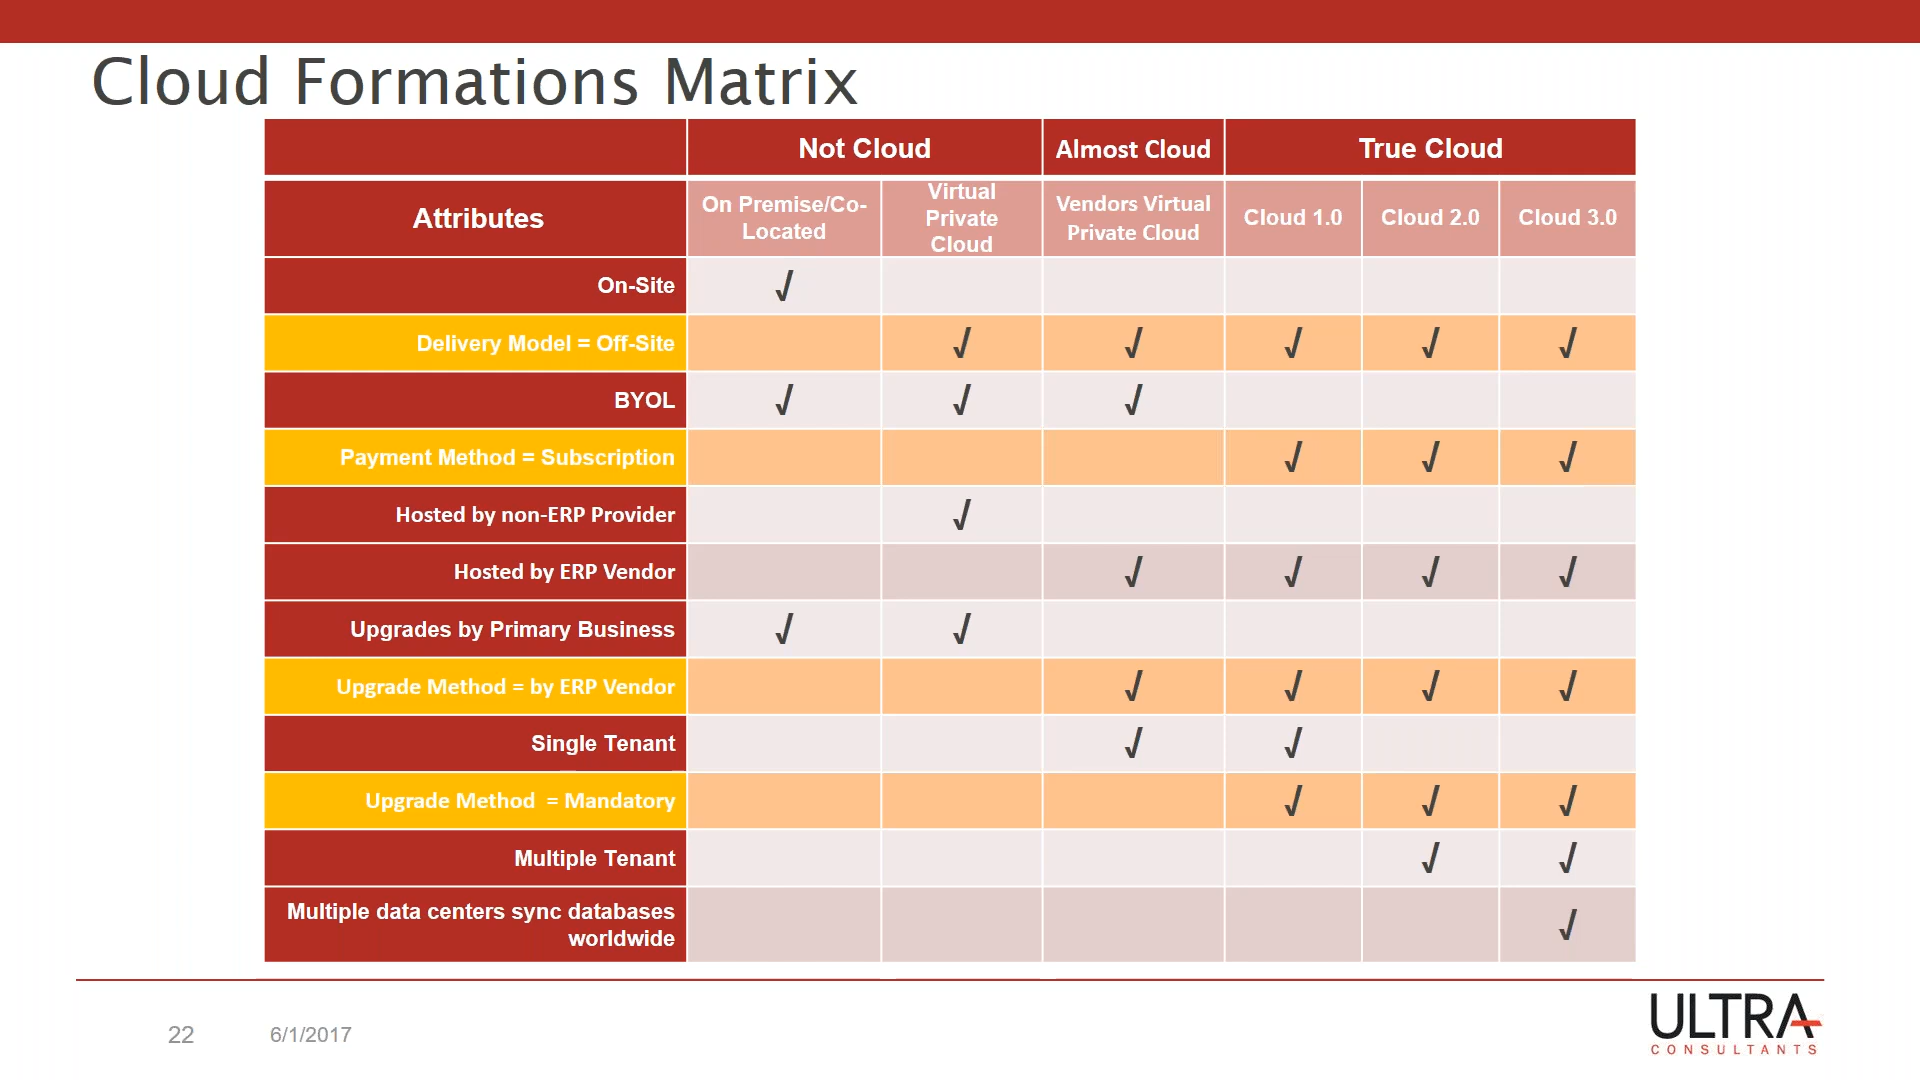 Cloud Formations Matrix
Not Cloud
Almost Cloud
True Cloud
Attributes
On Premise/Co-
Located
Virtual
Private
Cloud
Vendors Virtual
Private Cloud
Cloud 1.0
Cloud 2.0
Cloud 3.0
On-Site √
Delivery Model = Off-Site √ √ √ √ √
BYOL √ √ √
Payment Method = Subscription √ √ √
Hosted by non-ERP Provider √
Hosted by ERP Vendor √ √ √ √
Upgrades by Primary Business √ √
Upgrade Method = by ERP Vendor √ √ √ √
Single Tenant √ √
Upgrade Method = Mandatory √ √ √
Multiple Tenant √ √
Multiple data centers sync databases
worldwide √
22
6/1/2017
ULTRA
CONSULTANTS